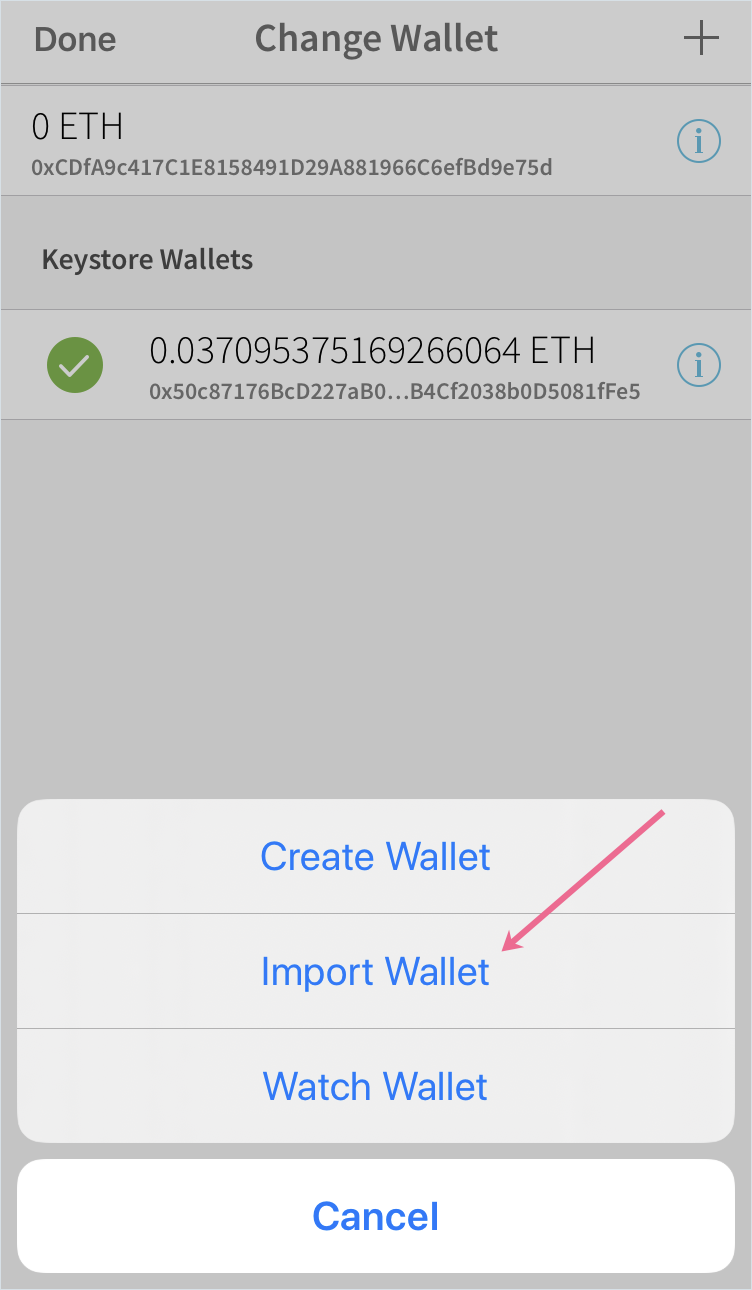 Done
Change Wallet
0 ETH
0xCDfA9c417C1E8158491D29A881966C6efBd9e75d
Keystore Wallets
0.037095375169266064 ETH
0x50c87176BcD227aB0...B4Cf2038b0D5081fFe5
Create Wallet
Import Wallet
Watch Wallet
Cancel